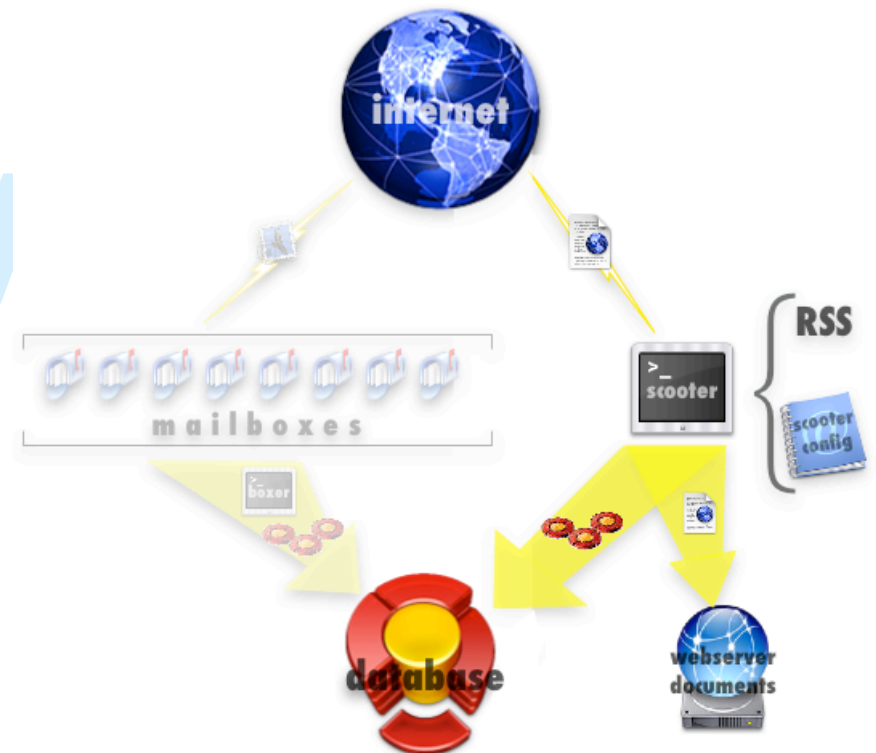 internet
RSS
>_
scooter
scooter
config
mailboxes
>_
boxer
database
webserver
documents